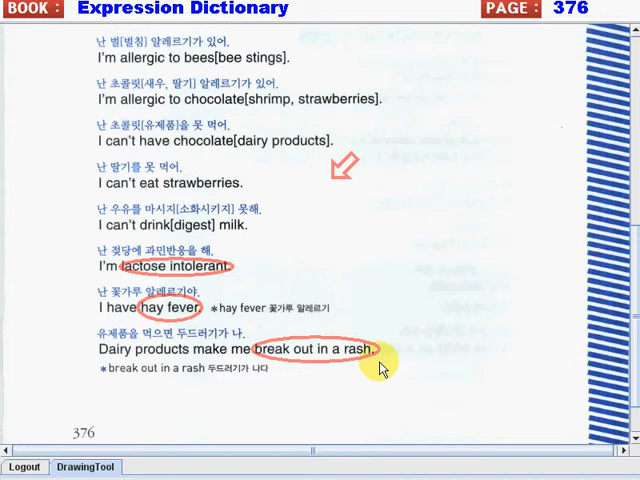 BOOK : Expression Dictionary PAGE : 376
난 벌[벌침] 알레르기가 있어.
I'm allergic to bees[bee stings].
난 초콜릿[새우, 딸기] 알레르기가 있어.
I'm allergic to chocolate[shrimp, strawberries].
난 초콜릿[유제품]을 못 먹어.
I can't have chocolate[dairy products].
난 딸기를 못 먹어.
I can't eat strawberries.
난 우유를 마시지[소화시키지] 못해.
I can't drink[digest] milk.
난 젖당에 과민반응을 해.
I'm lactose intolerant.
난 꽃가루 알레르기야.
I have hay fever. *hay fever 꽃가루 알레르기
유제품을 먹으면 두드러기가 나.
Dairy products make me break out in a rash.
*break out in a rash 두드러기가 나다
376
Logout DrawingTool